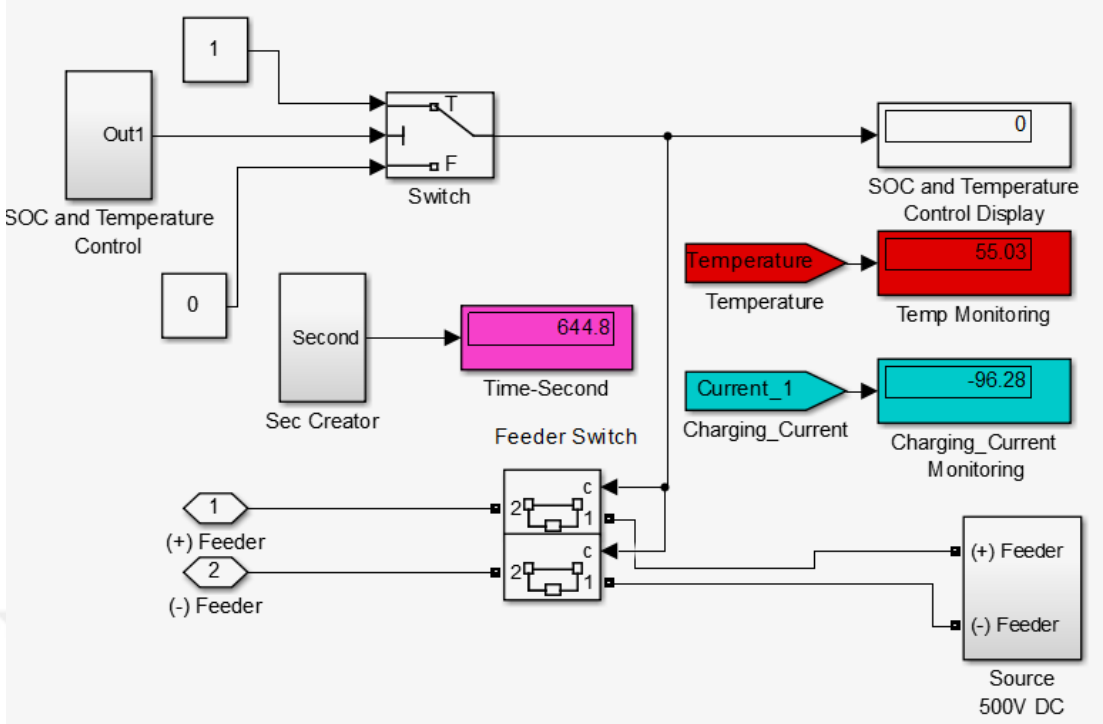 1
Out1
SOC and Temperature
Control
0
T
F
Switch
0
SOC and Temperature
Control Display
Temperature
Temperature
55.03
Temp Monitoring
Second
Sec Creator
644.8
Time-Second
Current_1
Charging_Current
-96.28
Charging_Current
Monitoring
Feeder Switch
c
2
1
c
2
1
1
(+) Feeder
2
(-) Feeder
(+) Feeder
(-) Feeder
Source
500V DC